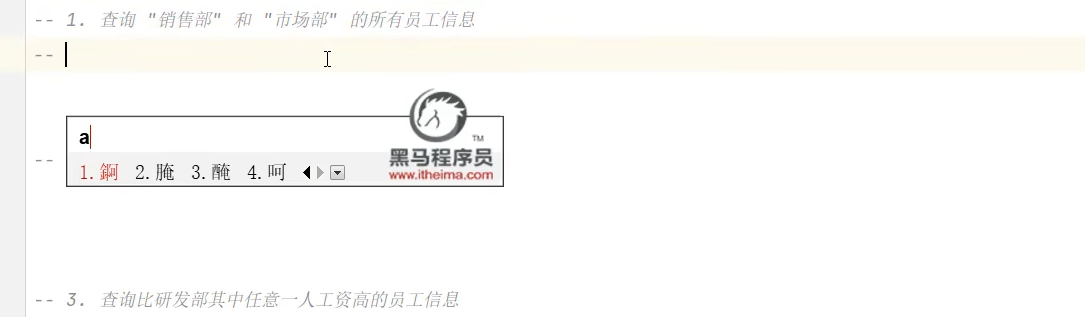 -- 1. 查询 "销售部" 和 "市场部" 的所有员工信息
--
a
--
1.錒 2.腌 3.醃 4.呵
黑马程序员
TM
www.itheima.com
-- 3. 查询比研发部其中任意一人工资高的员工信息